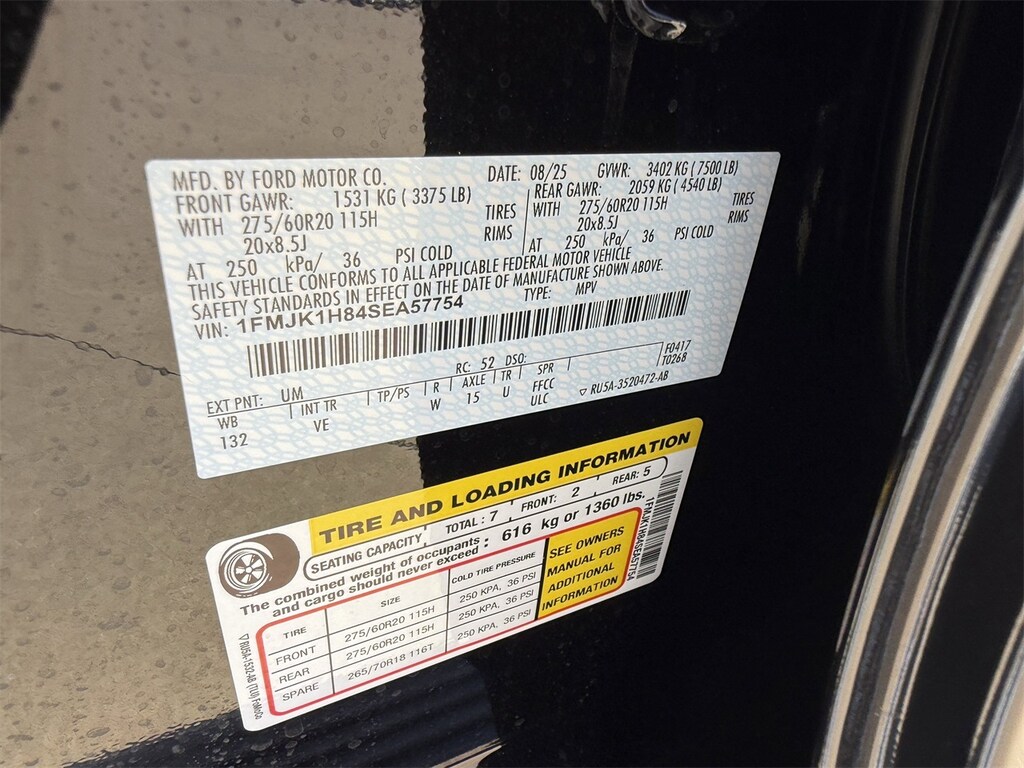 MFD. BY FORD MOTOR CO.
DATE: 08/25 GVWR: 3402 KG ( 7500 LB)
FRONT GAWR: 1531 KG ( 3375 LB)
REAR GAWR: 2059 KG ( 4540 LB)
WITH 275/60R20 115H TIRES
WITH 275/60R20 115H TIRES
20x8.5J RIMS
20x8.5J RIMS
AT 250 kPa/ 36 PSI COLD
AT 250 kPa/ 36 PSI COLD
THIS VEHICLE CONFORMS TO ALL APPLICABLE FEDERAL MOTOR VEHICLE
SAFETY STANDARDS IN EFFECT ON THE DATE OF MANUFACTURE SHOWN ABOVE.
VIN: 1FMJK1H84SEA57754 TYPE: MPV
F0417
T0268
EXT PNT: UM RC: 52 DSO:
WB INT TR TP/PS R AXLE TR SPR
132 VE W 15 U FFCC
ULC
▽ RU5A-3520472-AB
TIRE AND LOADING INFORMATION
SEATING CAPACITY TOTAL : 7 FRONT: 2 REAR: 5
The combined weight of occupants
and cargo should never exceed : 616 kg or 1360 lbs.
TIRE SIZE COLD TIRE PRESSURE
FRONT 275/60R20 115H 250 KPA, 36 PSI
REAR 275/60R20 115H 250 KPA, 36 PSI
SPARE 265/70R18 116T 250 KPA, 36 PSI
SEE OWNERS
MANUAL FOR
ADDITIONAL
INFORMATION
1FMJK1H84SEA57754
▽ RU5A-1532-AB (TLU) FoMoCo